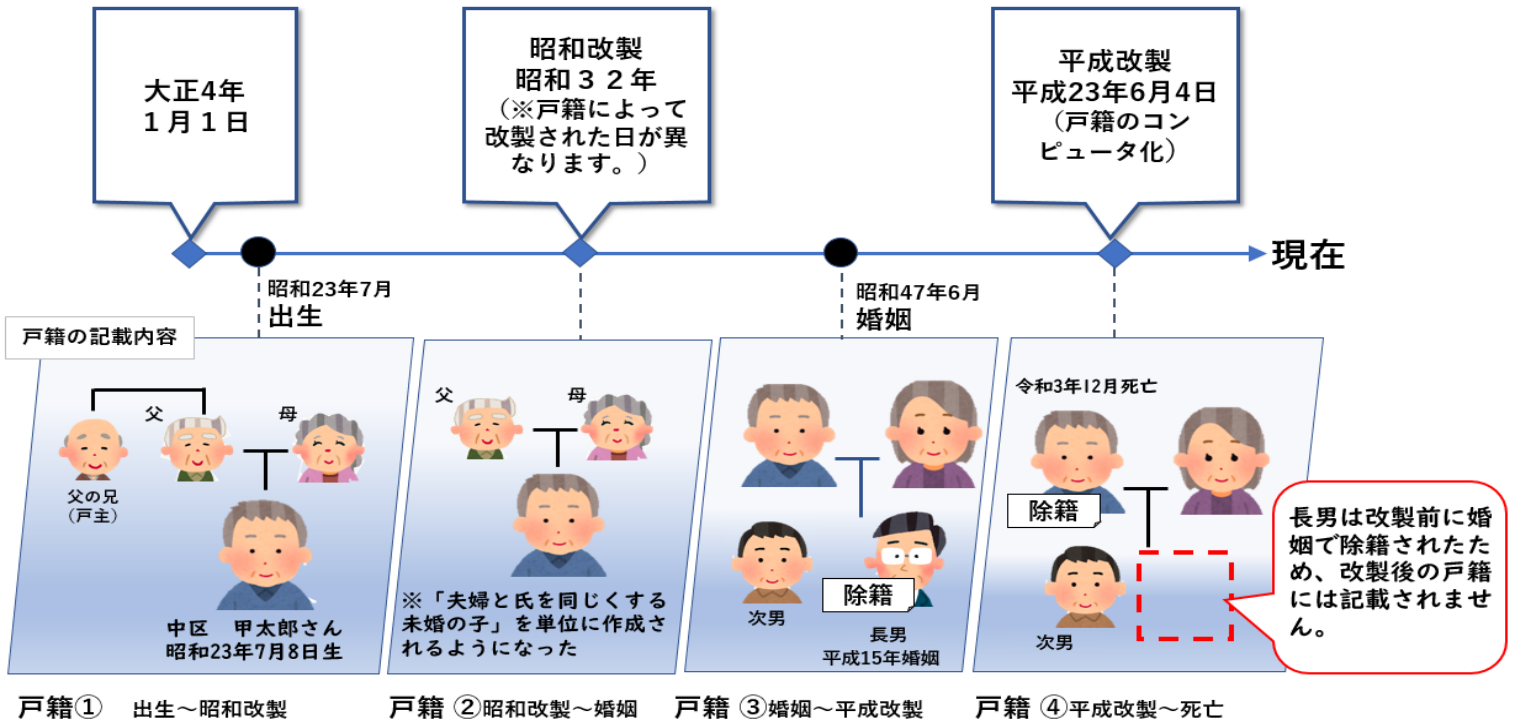 大正4年
１月１日
昭和改製
昭和３２年
（※戸籍によって
改製された日が異
なります。）
平成改製
平成23年6月4日
（戸籍のコン
ピュータ化）
現在
昭和23年7月
出生
昭和47年6月
婚姻
戸籍の記載内容
父
母
父の兄
（戸主）
中区　甲太郎さん
昭和23年7月8日生
父
母
※「夫婦と氏を同じくする
未婚の子」を単位に作成さ
れるようになった
次男
除籍
長男
平成15年婚姻
令和3年12月死亡
除籍
次男
長男は改製前に婚
姻で除籍されたた
め、改製後の戸籍
には記載されませ
ん。
戸籍①　出生～昭和改製
戸籍 ②昭和改製～婚姻
戸籍 ③婚姻～平成改製
戸籍 ④平成改製～死亡